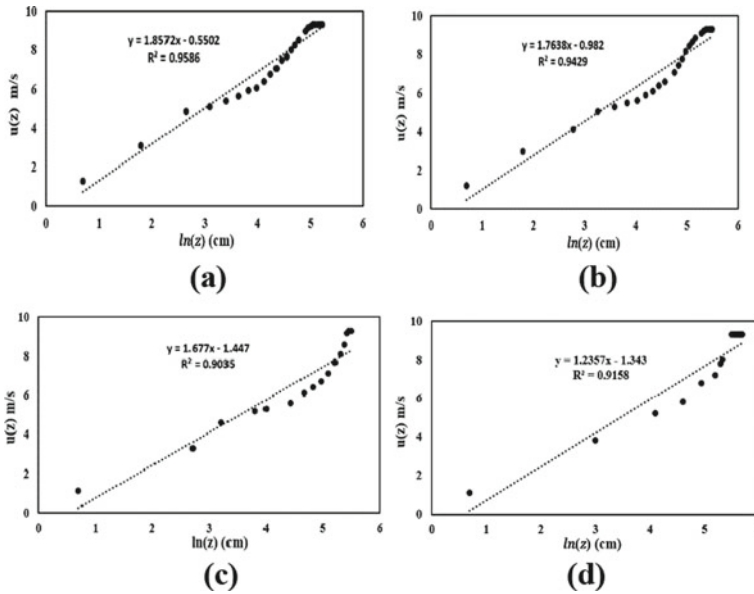 10
8
6
4
2
0
u(z) m/s
y = 1.8572x - 0.5502
R² = 0.9586
0 1 2 3 4 5 6
ln(z) (cm)
(a)
10
8
6
4
2
0
u(z) m/s
y = 1.7638x - 0.982
R² = 0.9429
0 1 2 3 4 5 6
ln(z) (cm)
(b)
10
8
6
4
2
0
u(z) m/s
y = 1.677x - 1.447
R² = 0.9035
0 1 2 3 4 5 6
ln(z) (cm)
(c)
10
8
6
4
2
0
u(z) m/s
y = 1.2357x - 1.343
R² = 0.9158
0 1 2 3 4 5
ln(z) (cm)
(d)